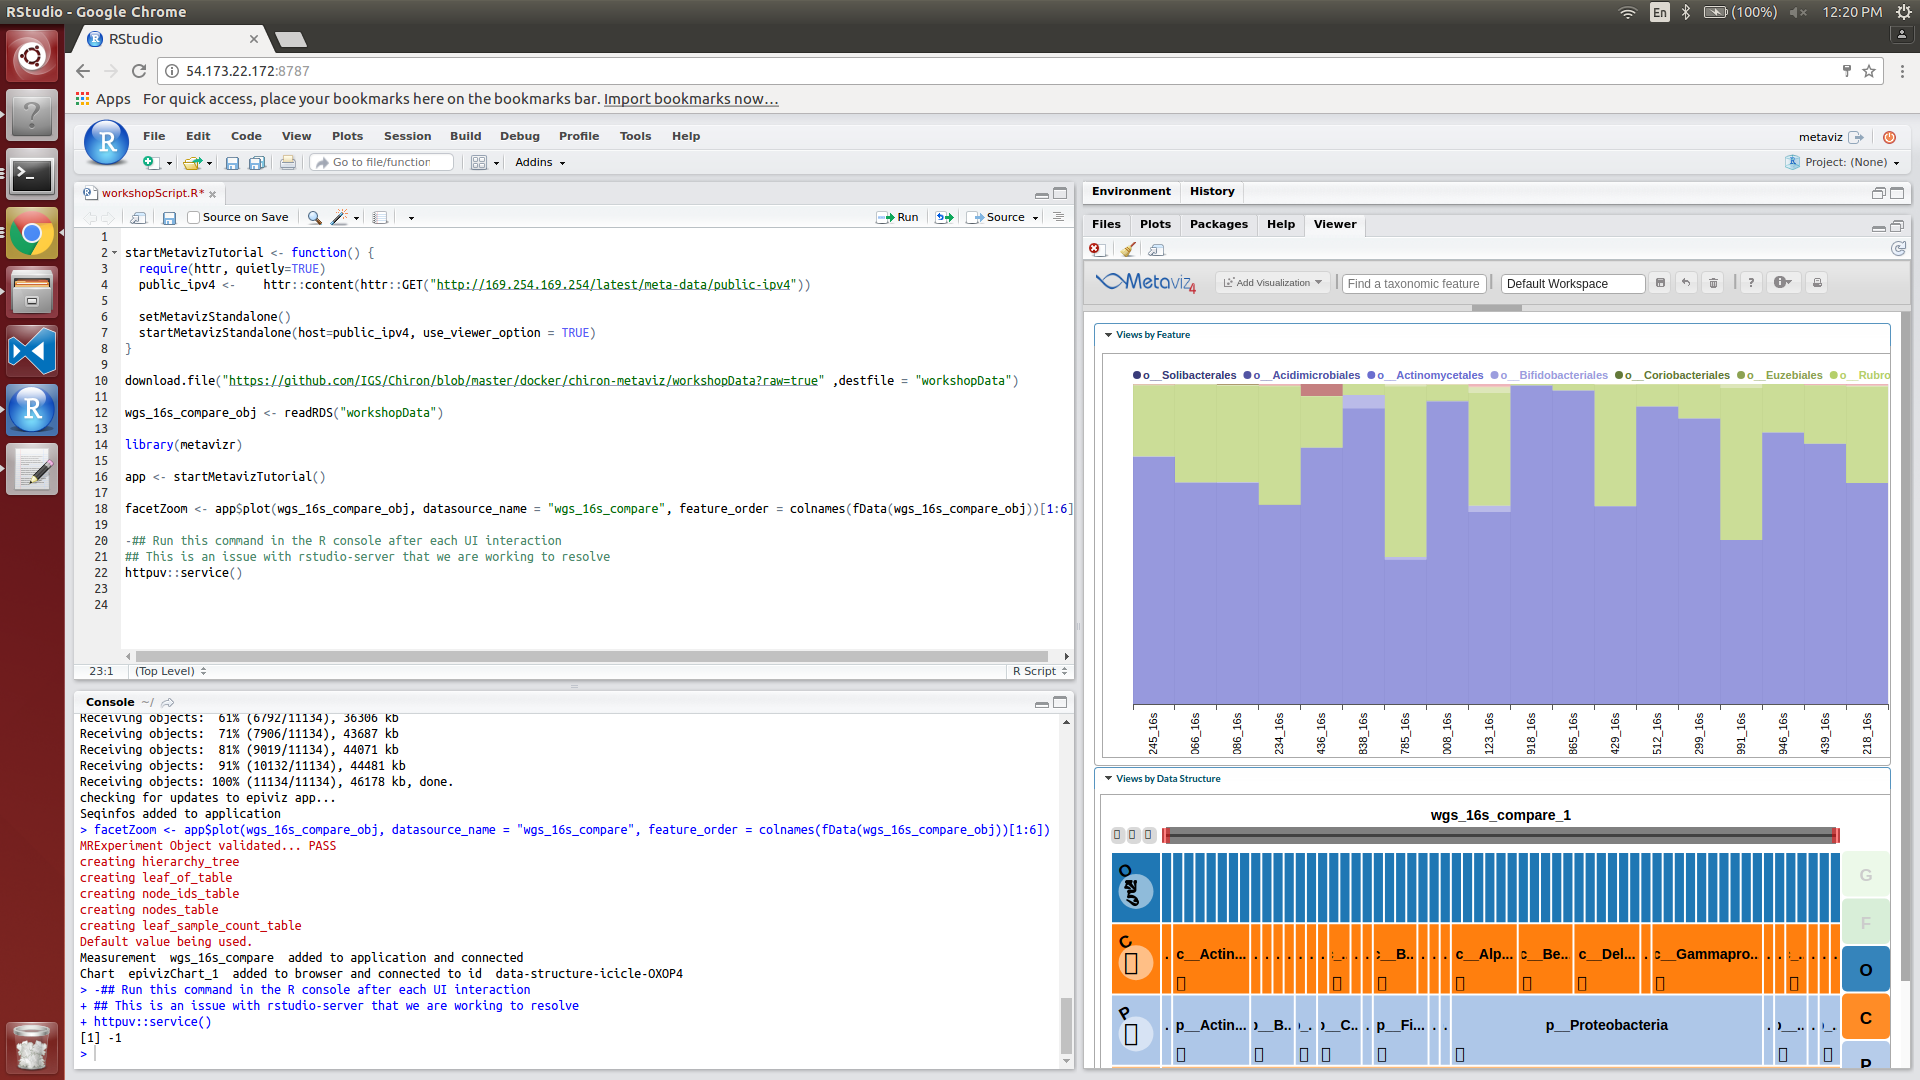 RStudio - Google Chrome
En (100%) 12:20 PM
RStudio
54.173.22.172:8787
Apps For quick access, place your bookmarks here on the bookmarks bar. Import bookmarks now...
File Edit Code View Plots Session Build Debug Profile Tools Help
metaviz
Go to file/function Addins
Project: (None)
workshopScript.R*
Source on Save Run Source
1
2 startMetavizTutorial <- function() {
3 require(httr, quietly=TRUE)
4 public_ipv4 <- httr::content(httr::GET("http://169.254.169.254/latest/meta-data/public-ipv4"))
5
6 setMetavizStandalone()
7 startMetavizStandalone(host=public_ipv4, use_viewer_option = TRUE)
8 }
9
10 download.file("https://github.com/IGS/Chiron/blob/master/docker/chiron-metaviz/workshopData?raw=true" ,destfile = "workshopData")
11
12 wgs_16s_compare_obj <- readRDS("workshopData")
13
14 library(metavizr)
15
16 app <- startMetavizTutorial()
17
18 facetZoom <- app$plot(wgs_16s_compare_obj, datasource_name = "wgs_16s_compare", feature_order = colnames(fData(wgs_16s_compare_obj))[1:6]
19
20 -## Run this command in the R console after each UI interaction
21 ## This is an issue with rstudio-server that we are working to resolve
22 httpuv::service()
23
24
23:1 (Top Level) R Script
Console ~/
Receiving objects: 61% (6792/11134), 36306 kb
Receiving objects: 71% (7906/11134), 43687 kb
Receiving objects: 81% (9019/11134), 44071 kb
Receiving objects: 91% (10132/11134), 44481 kb
Receiving objects: 100% (11134/11134), 46178 kb, done.
checking for updates to epiviz app...
Seqinfos added to application
> facetZoom <- app$plot(wgs_16s_compare_obj, datasource_name = "wgs_16s_compare", feature_order = colnames(fData(wgs_16s_compare_obj))[1:6])
MRExperiment Object validated... PASS
creating hierarchy_tree
creating leaf_of_table
creating node_ids_table
creating nodes_table
creating leaf_sample_count_table
Default value being used.
Measurement wgs_16s_compare added to application and connected
Chart epivizChart_1 added to browser and connected to id data-structure-icicle-OXOP4
> -## Run this command in the R console after each UI interaction
+ ## This is an issue with rstudio-server that we are working to resolve
+ httpuv::service()
[1] -1
>
Environment History
Files Plots Packages Help Viewer
Metaviz 4 Add Visualization Find a taxonomic feature Default Workspace ?
Views by Feature
o__Solibacterales o__Acidimicrobiales o__Actinomycetales o__Bifidobacteriales o__Coriobacteriales o__Euzebiales o__Rubro
245_16s 066_16s 086_16s 234_16s 436_16s 838_16s 785_16s 008_16s 123_16s 918_16s 865_16s 429_16s 512_16s 299_16s 991_16s 946_16s 439_16s 218_16s
Views by Data Structure
wgs_16s_compare_1
O G
F
O
C c__Actin... c__B... c__Alp... c__Be... c__Del... c__Gammapro...
C
P p__Actin... p__B... p__C... p__Fi... p__Proteobacteria
P